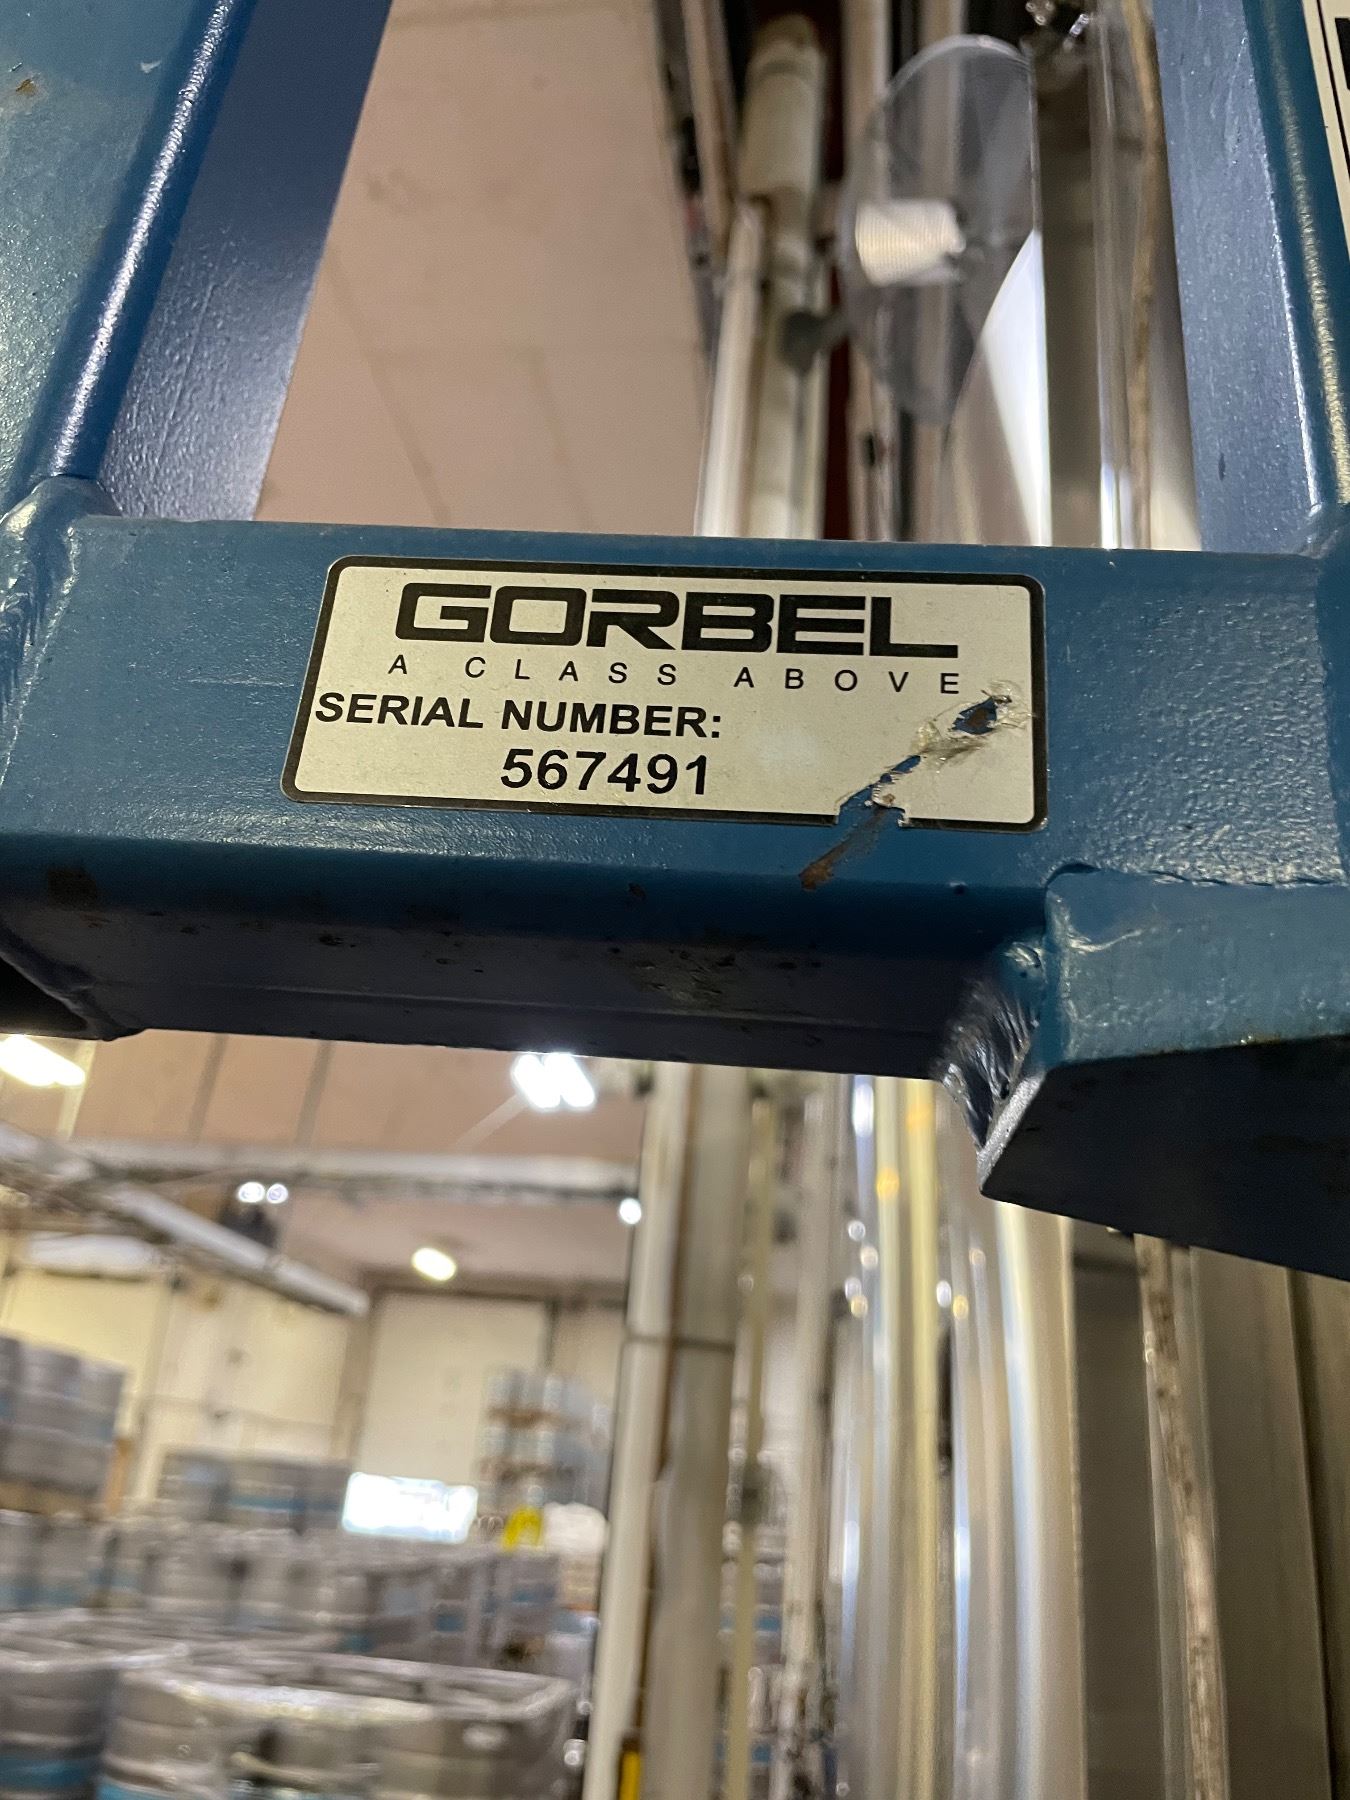 GORBEL
A CLASS ABOVE
SERIAL NUMBER:
567491